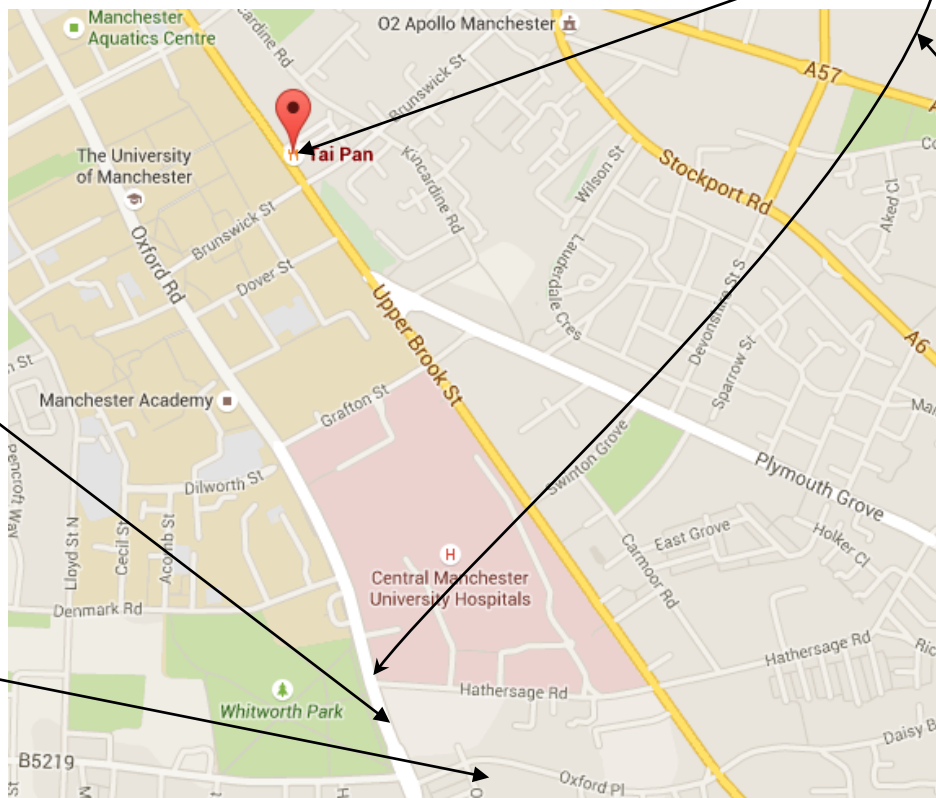 Manchester
Aquatics Centre
O2 Apollo Manchester
Brunswick St
A57
The University
of Manchester
Tai Pan
Kincardine Rd
Wilson St
Stockport Rd
Aked Cl
Brunswick St
Oxford Rd
Dover St
Lauderdale Cres
Devonshire St S
Upper Brook St
Sparrow St
A6
Manchester Academy
Grafton St
Plymouth Grove
Swinton Grove
Dilworth St
Lloyd St N
Cecil St
Acomb St
East Grove
Holker Cl
H
Central Manchester
University Hospitals
Carmoor Rd
Denmark Rd
Hathersage Rd
Hathersage Rd
Whitworth Park
Daisy B
B5219
Oxford Pl